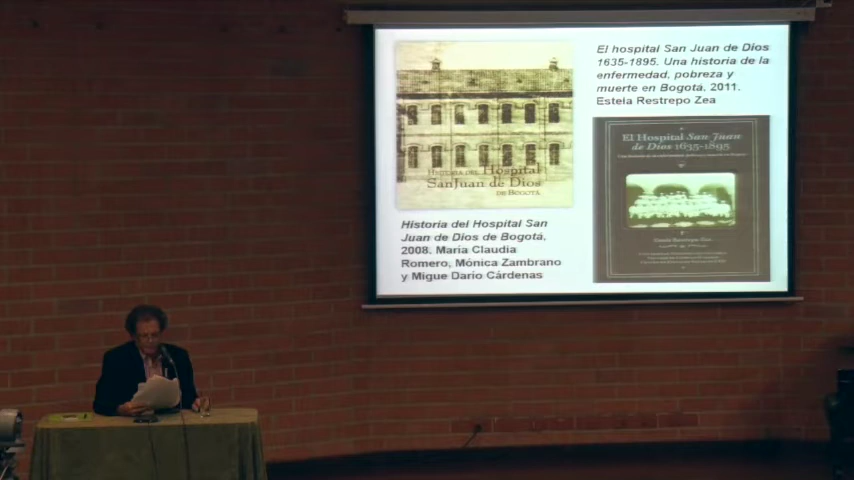 HISTORIA DEL Hospital
SanJuan de Dios
DE BOGOTÁ
Historia del Hospital San
Juan de Dios de Bogotá,
2008. María Claudia
Romero, Mónica Zambrano
y Migue Darío Cárdenas
El hospital San Juan de Dios
1635-1895. Una historia de la
enfermedad, pobreza y
muerte en Bogotá, 2011.
Estela Restrepo Zea
El Hospital San Juan
de Dios 1635-1895